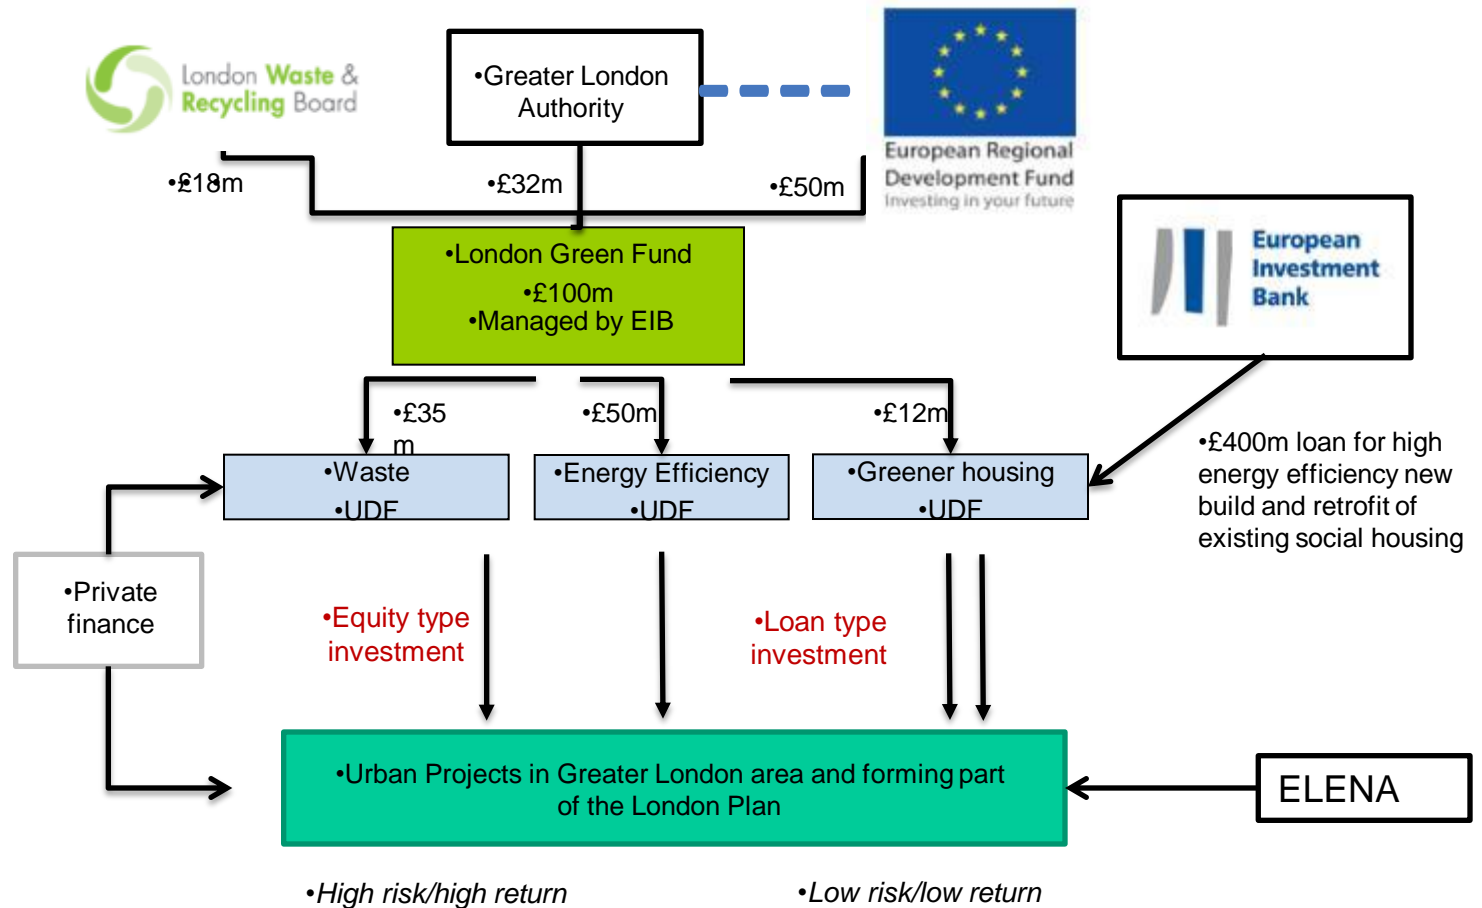 London Waste &
Recycling Board
•Greater London
Authority
European Regional
Development Fund
Investing in your future
•£18m
•£32m
•£50m
•London Green Fund
•£100m
•Managed by EIB
European
Investment
Bank
•£35
m
•£50m
•£12m
•£400m loan for high
energy efficiency new
build and retrofit of
existing social housing
•Waste
•UDF
•Energy Efficiency
•UDF
•Greener housing
•UDF
•Private
finance
•Equity type
investment
•Loan type
investment
•Urban Projects in Greater London area and forming part
of the London Plan
ELENA
•High risk/high return
•Low risk/low return